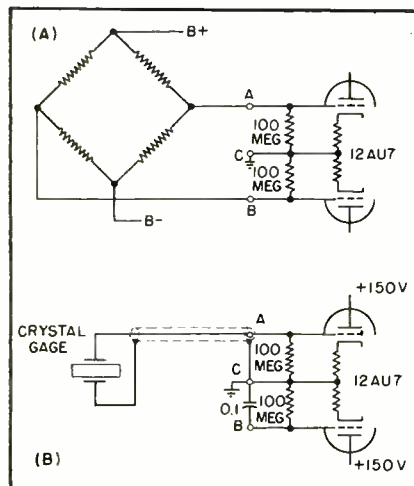 (A)
B+
A
100
MEG
C
100
MEG
12AU7
B
B-
+150V
A
CRYSTAL
GAGE
100
MEG
C
12AU7
0.1
100
MEG
B
(B)
+150V